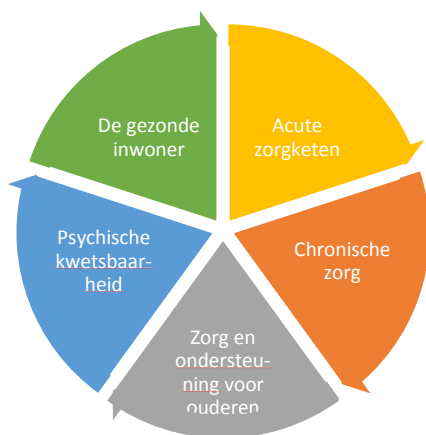 De gezonde
inwoner
Acute
zorgketen
Psychische
kwetsbaar-
heid
Chronische
zorg
Zorg en
ondersteu-
ning voor
ouderen